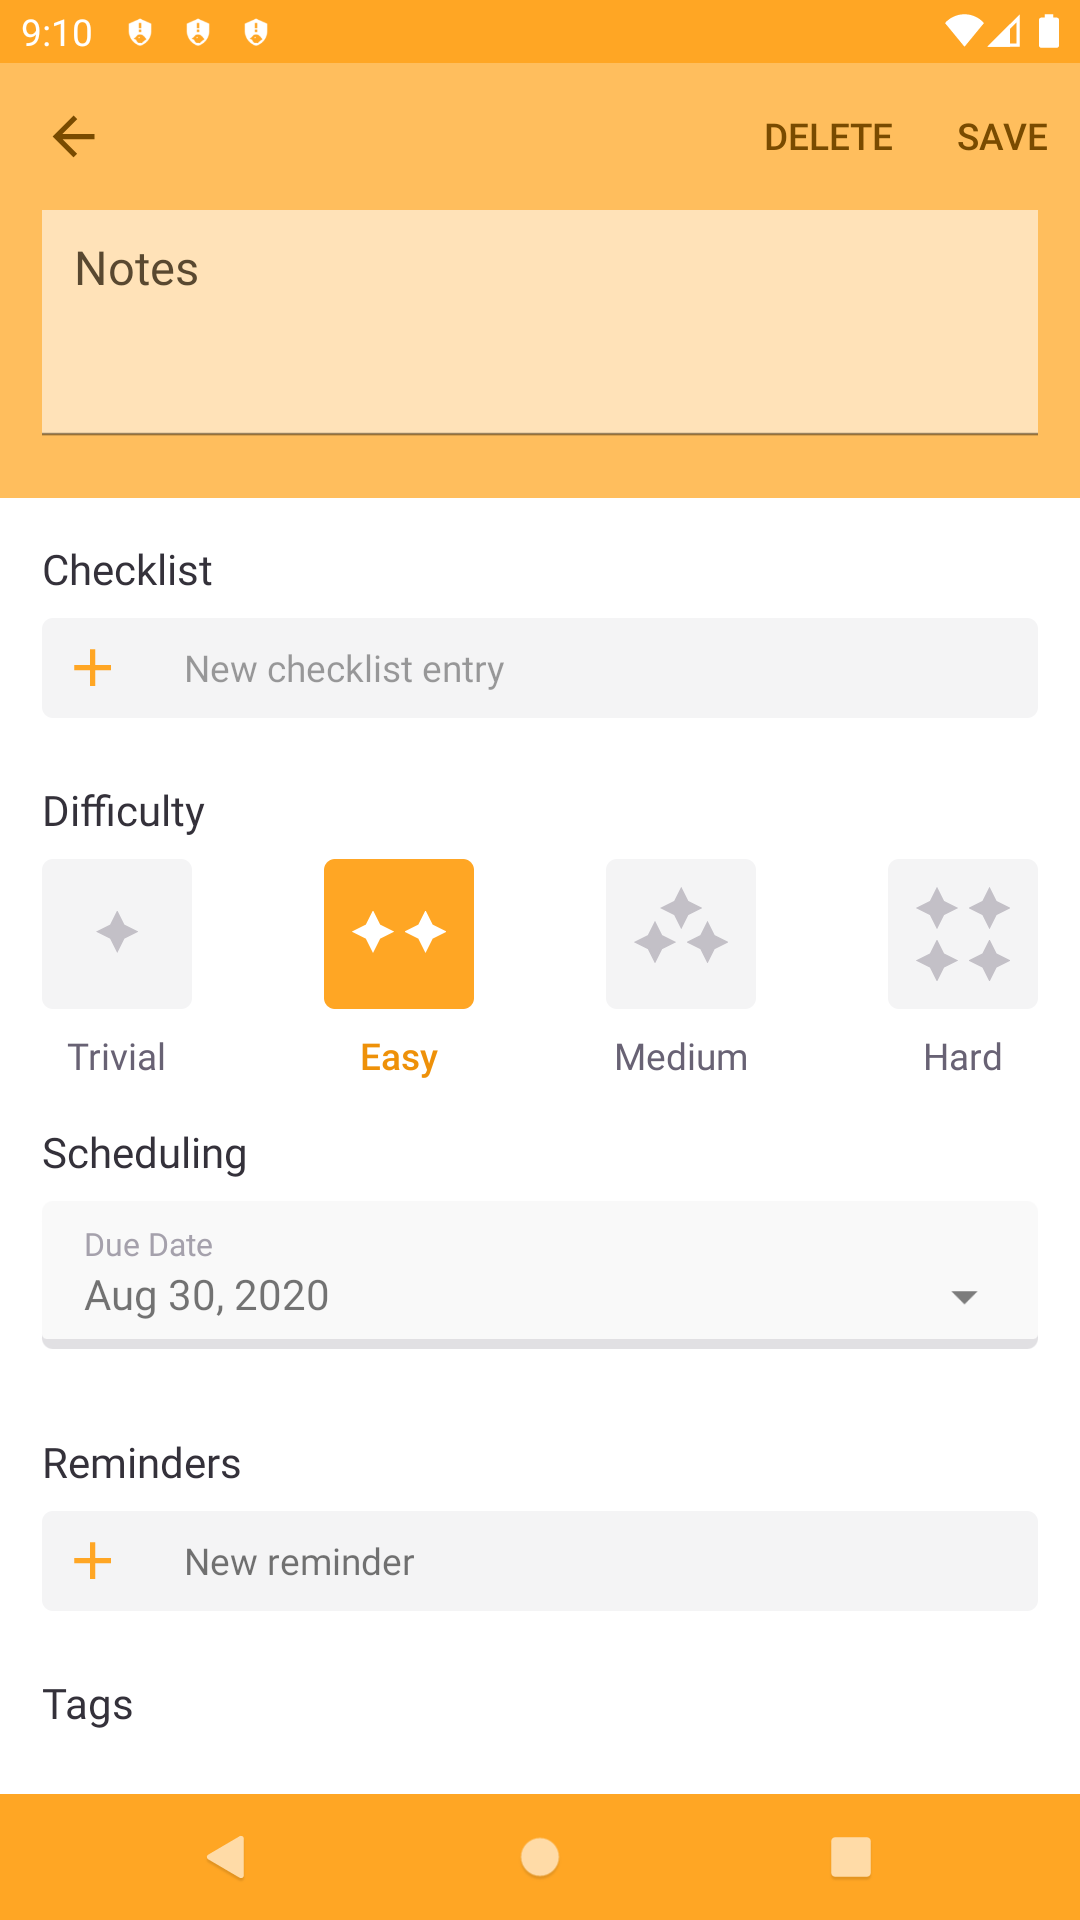 9:10
DELETE SAVE
Notes
Checklist
New checklist entry
Difficulty
Trivial Easy Medium Hard
Scheduling
Due Date
Aug 30, 2020
Reminders
New reminder
Tags